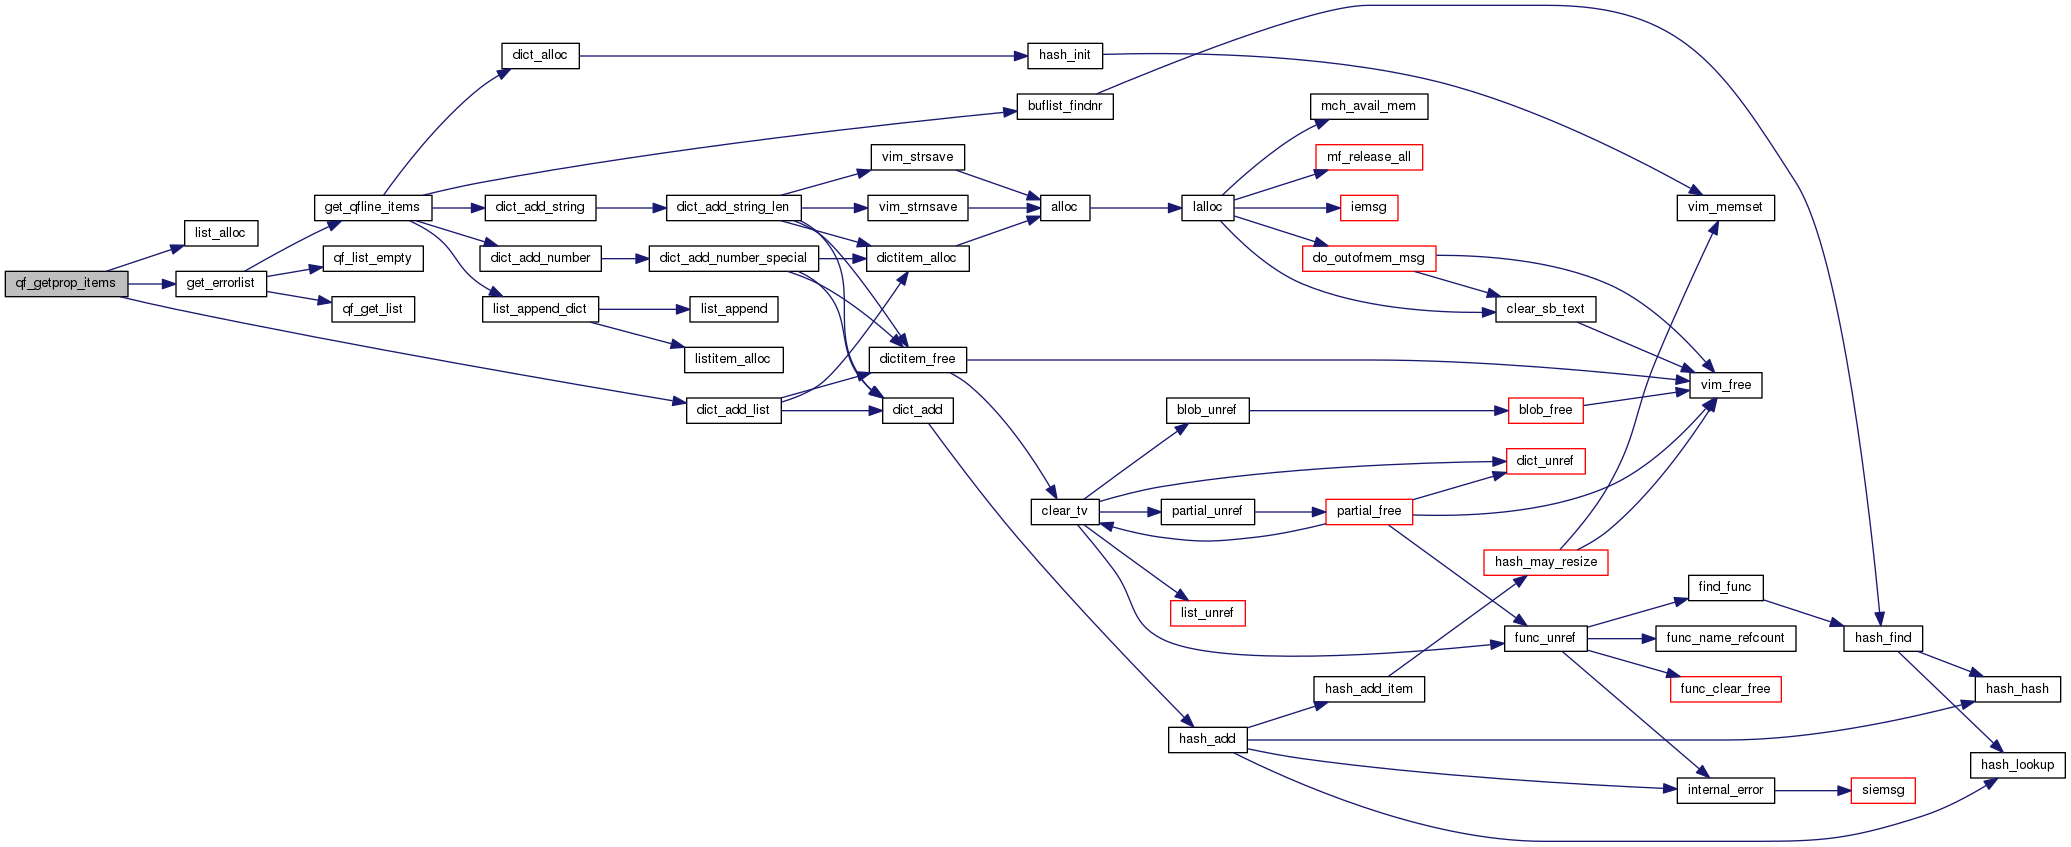 qf_getprop_items
list_alloc
get_errorlist
get_qfline_items
qf_list_empty
qf_get_list
dict_alloc
dict_add_string
dict_add_number
list_append_dict
dict_add_string_len
dict_add_number_special
list_append
listitem_alloc
dict_add_list
vim_strsave
vim_strnsave
dictitem_alloc
dictitem_free
dict_add
hash_init
buflist_findnr
alloc
clear_tv
lalloc
blob_unref
partial_unref
list_unref
hash_add
mch_avail_mem
mf_release_all
iemsg
do_outofmem_msg
partial_free
hash_add_item
clear_sb_text
blob_free
dict_unref
hash_may_resize
func_unref
vim_memset
vim_free
find_func
func_name_refcount
func_clear_free
internal_error
hash_find
siemsg
hash_hash
hash_lookup